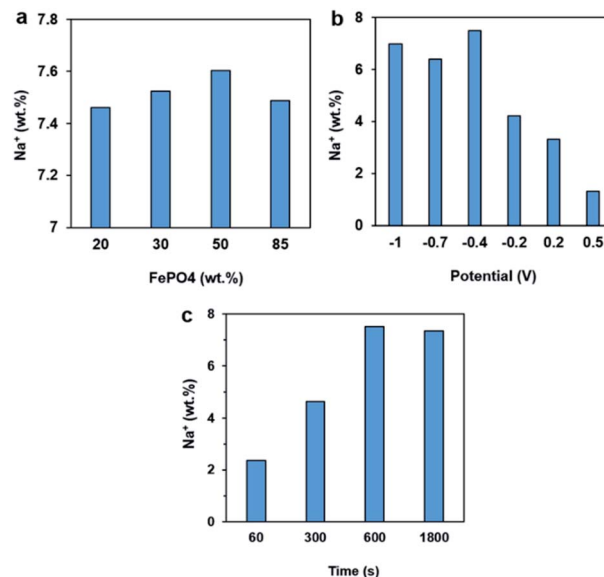 a
Na⁺ (wt.%)
7.8
7.6
7.4
7.2
7
20 30 50 85
FePO4 (wt.%)
b
Na⁺ (wt.%)
8
6
4
2
0
-1 -0.7 -0.4 -0.2 0.2 0.5
Potential (V)
c
Na⁺ (wt.%)
8
6
4
2
0
60 300 600 1800
Time (s)